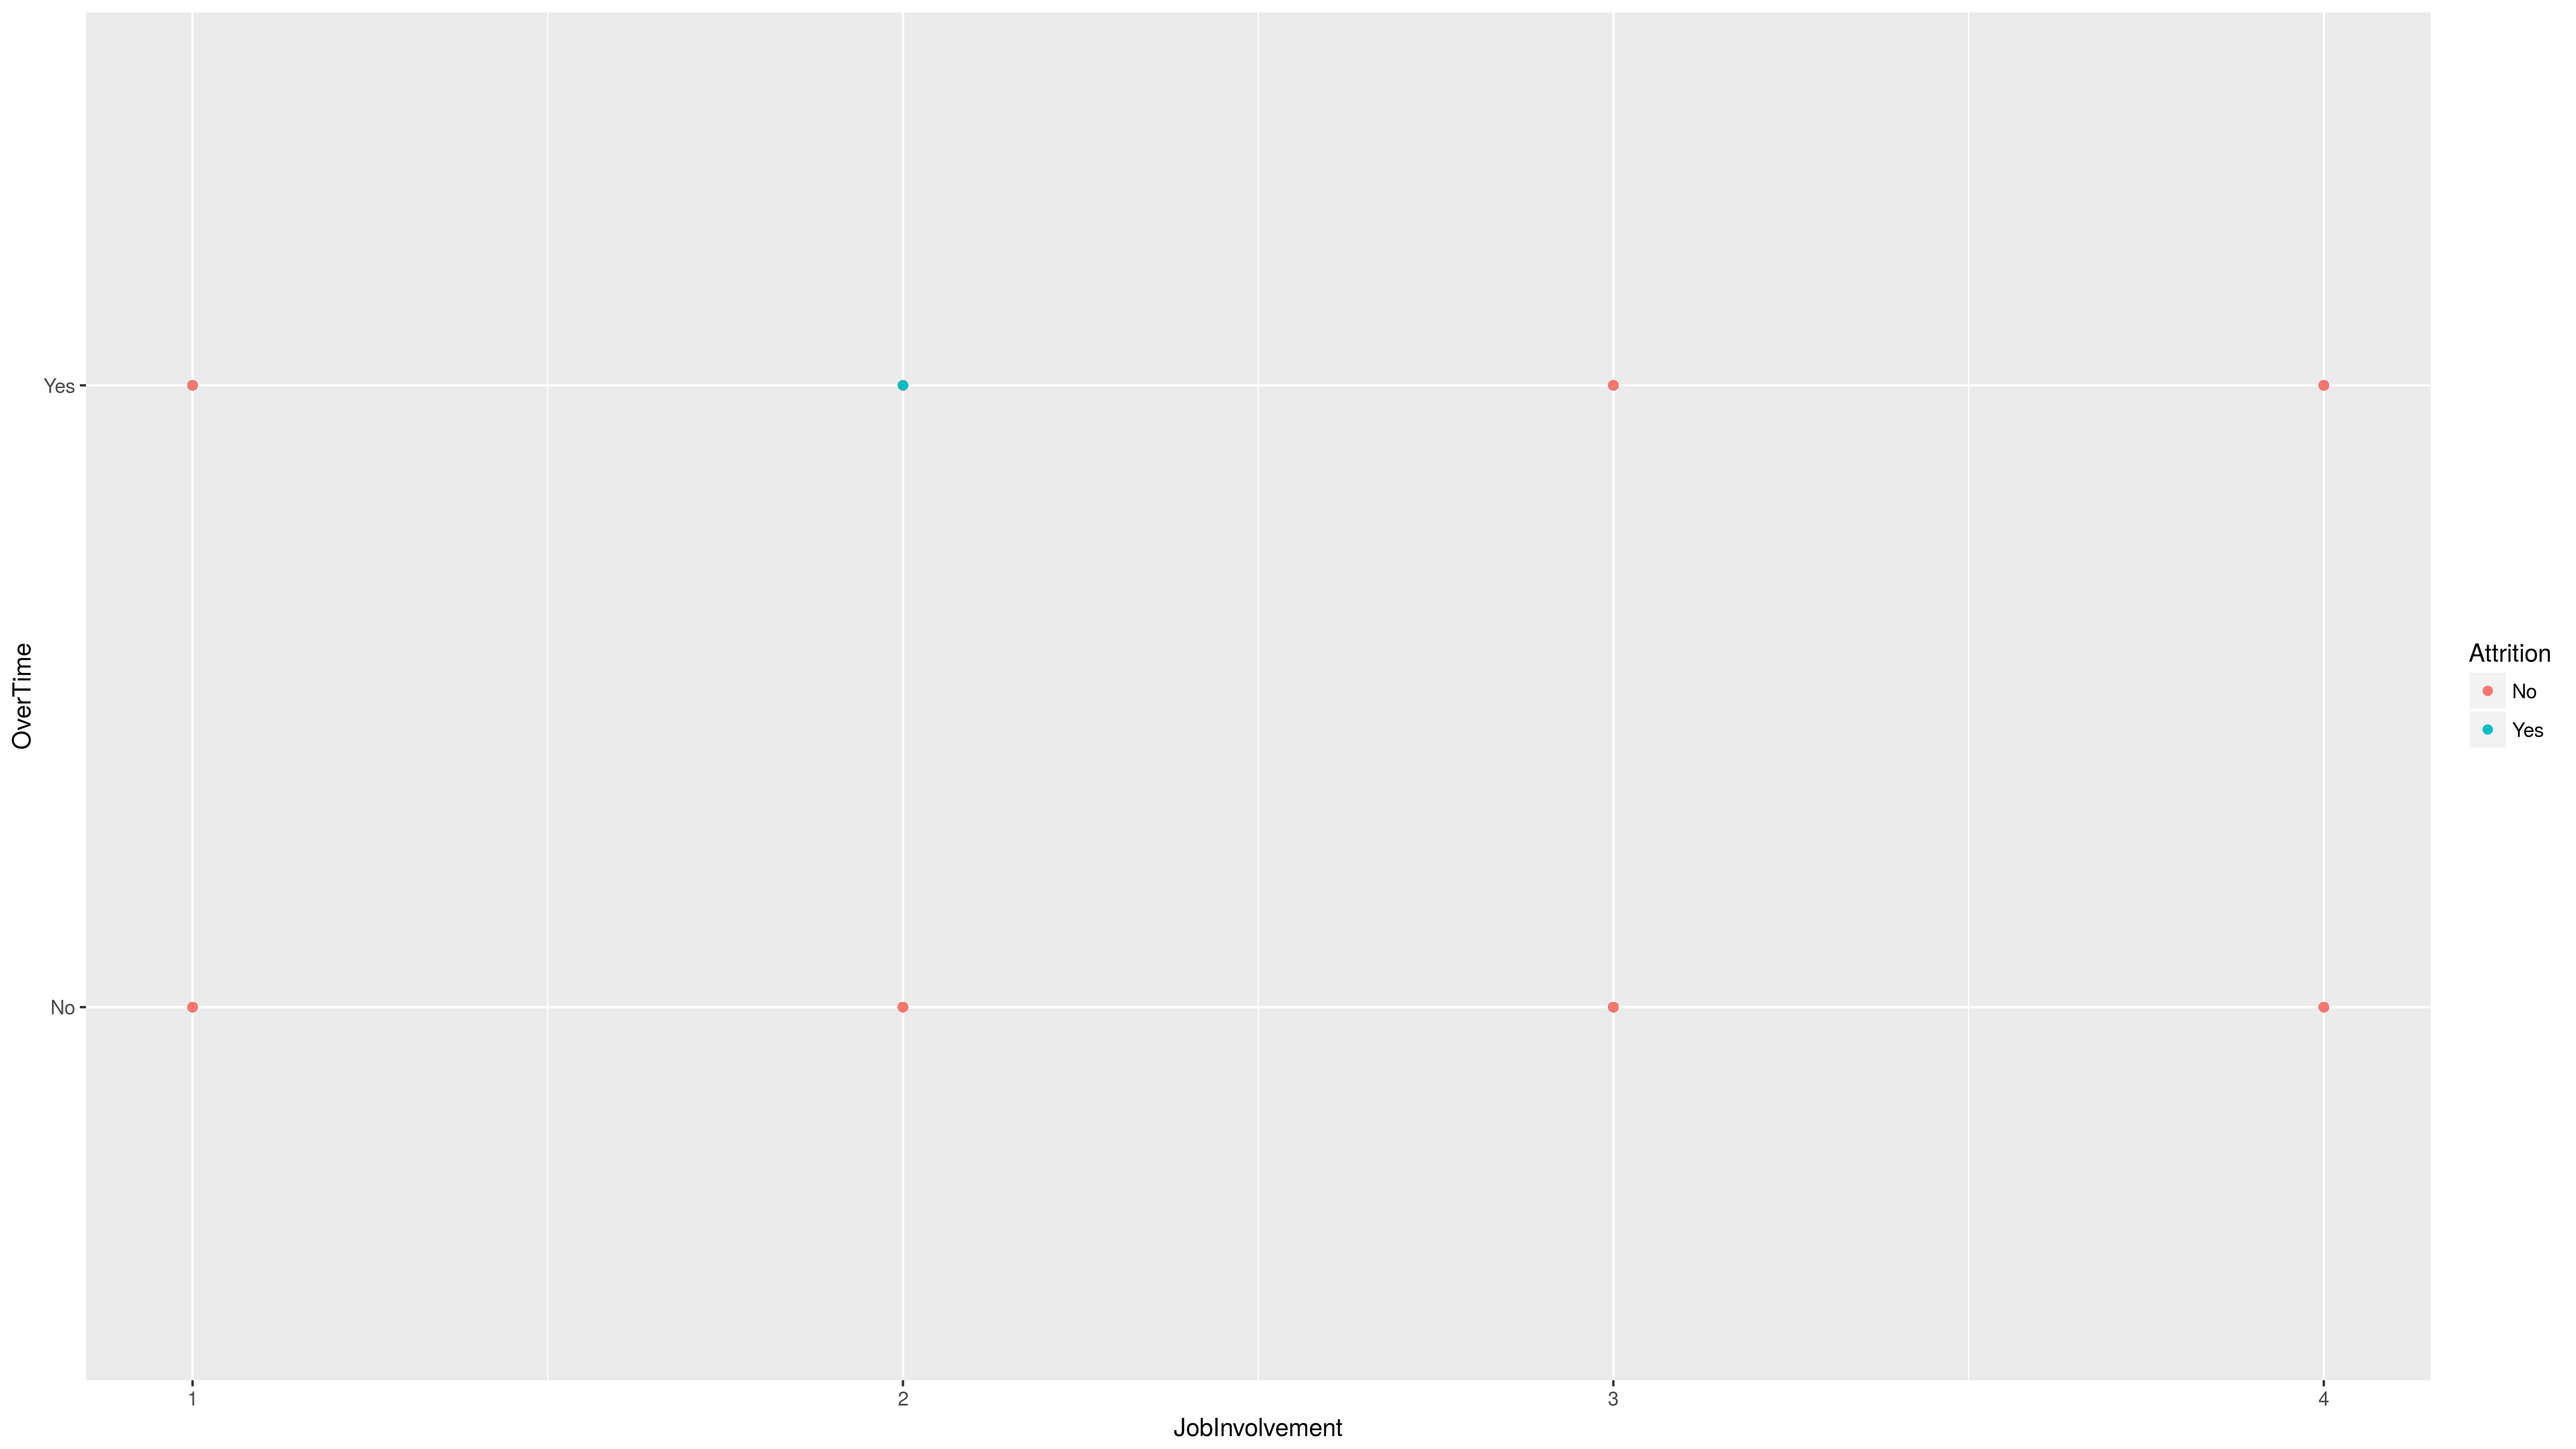 OverTime
Yes
No
1 2 3 4
JobInvolvement
Attrition
No
Yes